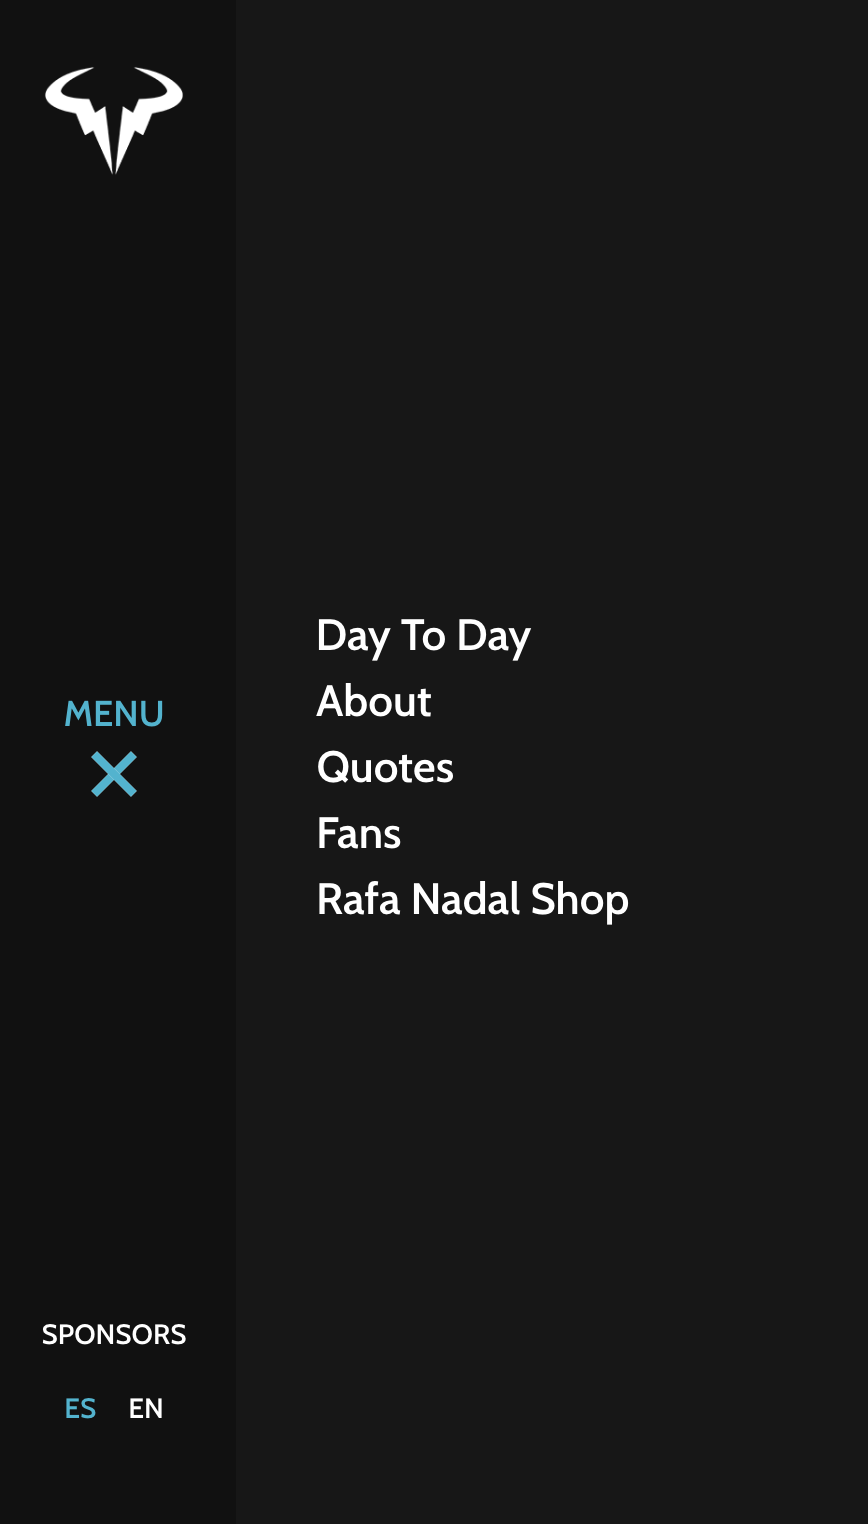 MENU
Day To Day
About
Quotes
Fans
Rafa Nadal Shop
SPONSORS
ES EN